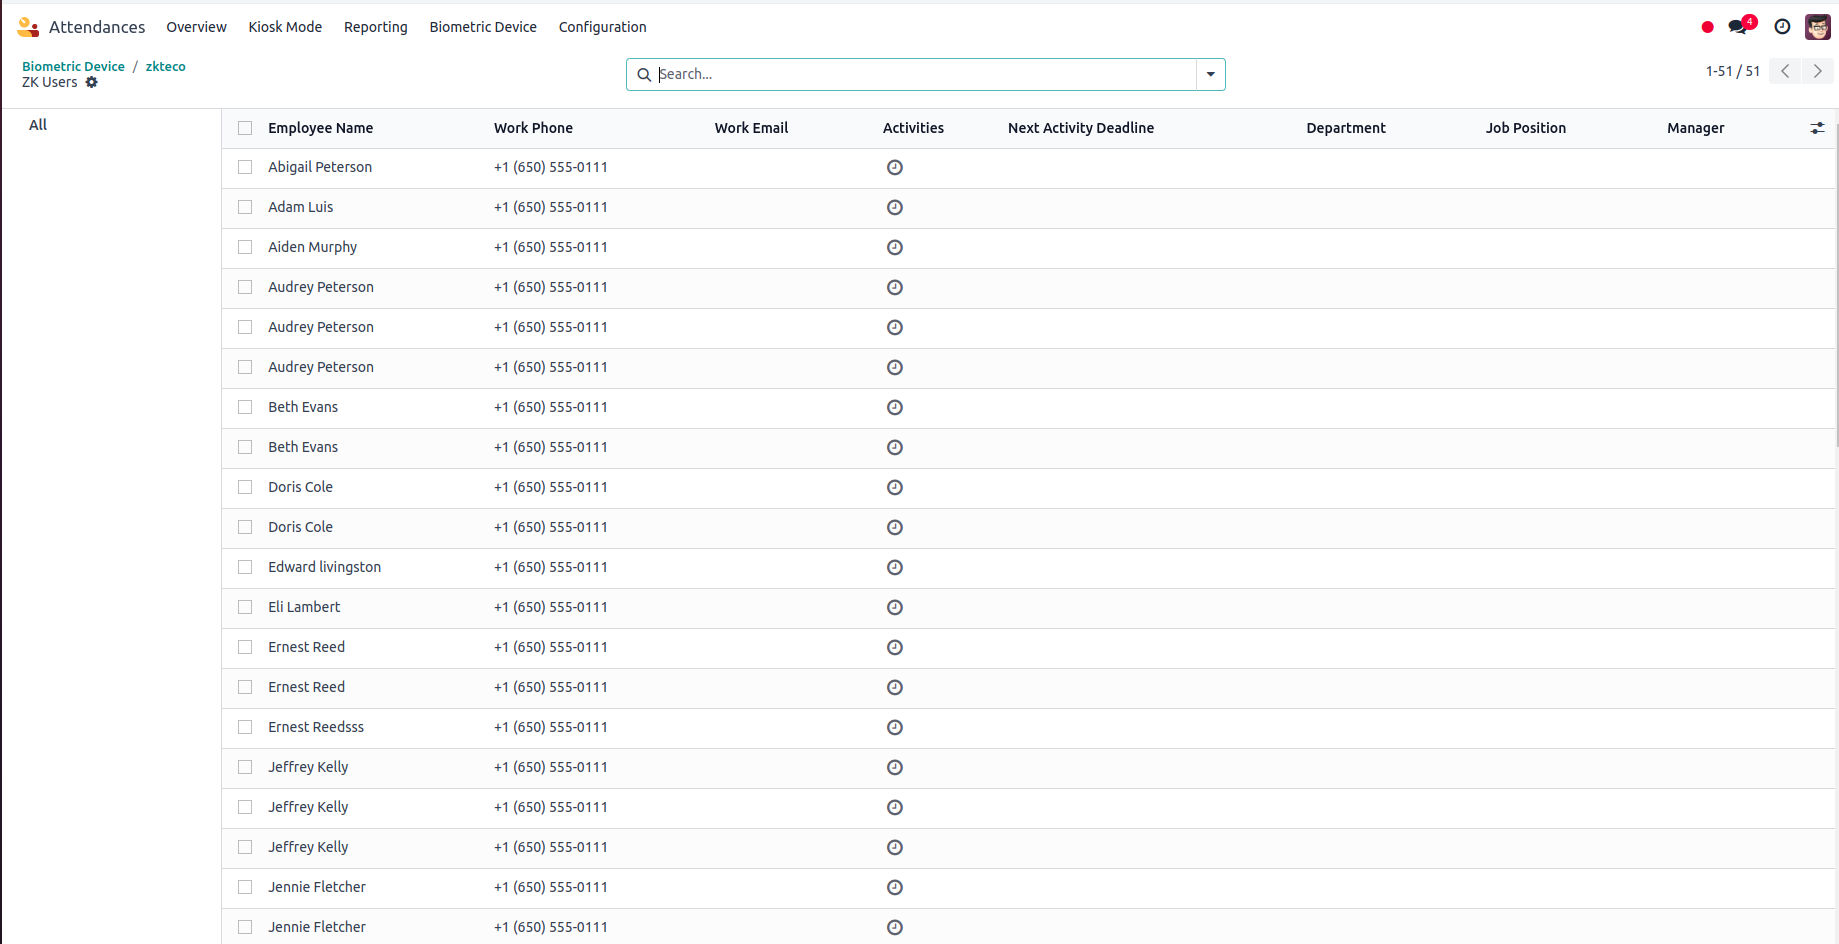 Attendances Overview Kiosk Mode Reporting Biometric Device Configuration 4
Biometric Device / zkteco
ZK Users
Search...
1-51 / 51
All
Employee Name Work Phone Work Email Activities Next Activity Deadline Department Job Position Manager
Abigail Peterson +1 (650) 555-0111
Adam Luis +1 (650) 555-0111
Aiden Murphy +1 (650) 555-0111
Audrey Peterson +1 (650) 555-0111
Audrey Peterson +1 (650) 555-0111
Audrey Peterson +1 (650) 555-0111
Beth Evans +1 (650) 555-0111
Beth Evans +1 (650) 555-0111
Doris Cole +1 (650) 555-0111
Doris Cole +1 (650) 555-0111
Edward livingston +1 (650) 555-0111
Eli Lambert +1 (650) 555-0111
Ernest Reed +1 (650) 555-0111
Ernest Reed +1 (650) 555-0111
Ernest Reedsss +1 (650) 555-0111
Jeffrey Kelly +1 (650) 555-0111
Jeffrey Kelly +1 (650) 555-0111
Jeffrey Kelly +1 (650) 555-0111
Jennie Fletcher +1 (650) 555-0111
Jennie Fletcher +1 (650) 555-0111